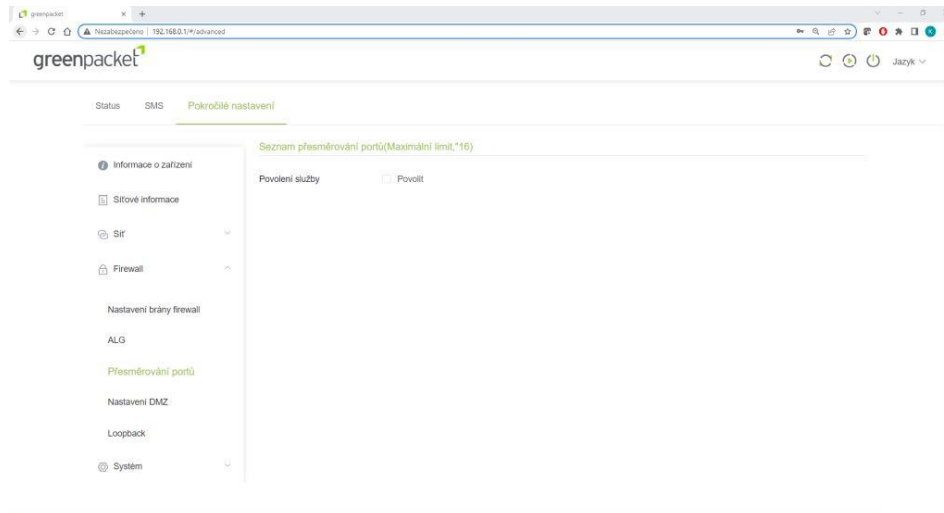 greenpacket
Nezabezpečeno | 192.168.0.1/#/advanced
greenpacket
Jazyk
Status SMS Pokročilé nastavení
Seznam přesměrování portů(Maximální limit,"16)
Informace o zařízení
Povolení služby Povolit
Síťové informace
Síť
Firewall
Nastavení brány firewall
ALG
Přesměrování portů
Nastavení DMZ
Loopback
Systém